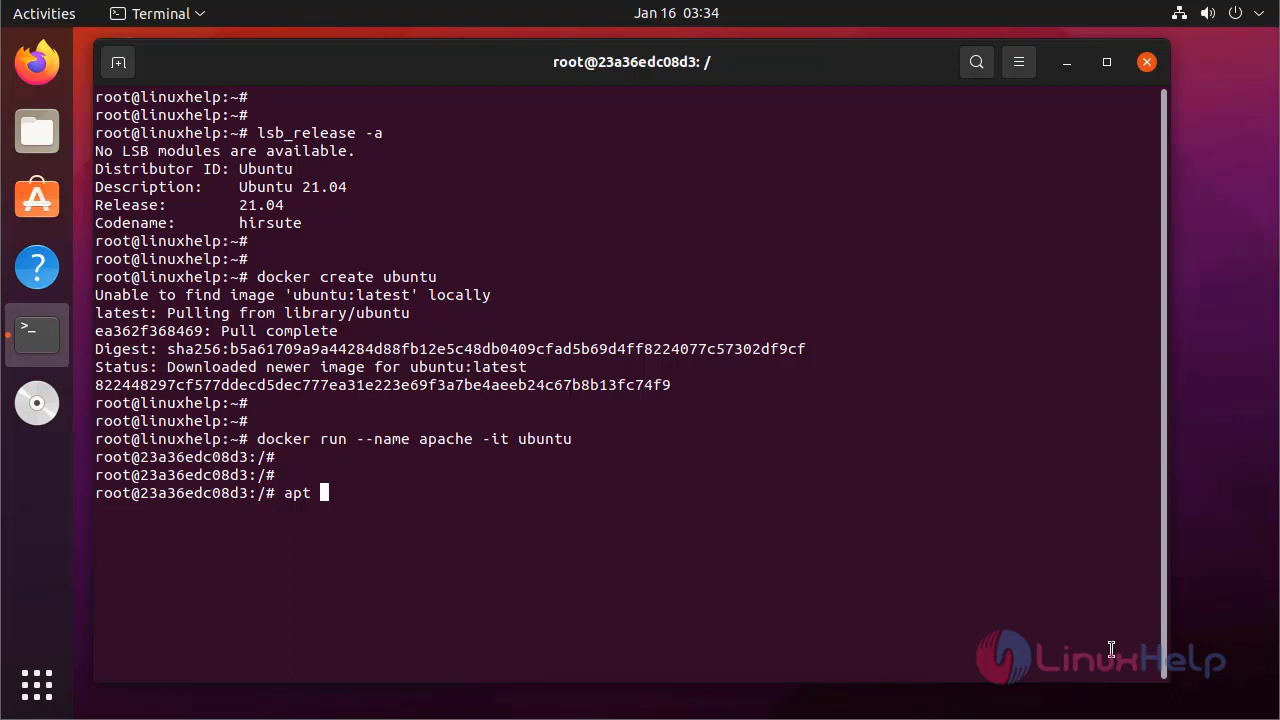 Activities Terminal Jan 16 03:34
root@23a36edc08d3: /
root@linuxhelp:~#
root@linuxhelp:~#
root@linuxhelp:~# lsb_release -a
No LSB modules are available.
Distributor ID: Ubuntu
Description: Ubuntu 21.04
Release: 21.04
Codename: hirsute
root@linuxhelp:~#
root@linuxhelp:~#
root@linuxhelp:~# docker create ubuntu
Unable to find image 'ubuntu:latest' locally
latest: Pulling from library/ubuntu
ea362f368469: Pull complete
Digest: sha256:b5a61709a9a44284d88fb12e5c48db0409cfad5b69d4ff8224077c57302df9cf
Status: Downloaded newer image for ubuntu:latest
822448297cf577ddecd5dec777ea31e223e69f3a7be4aeeb24c67b8b13fc74f9
root@linuxhelp:~#
root@linuxhelp:~#
root@linuxhelp:~# docker run --name apache -it ubuntu
root@23a36edc08d3:/#
root@23a36edc08d3:/#
root@23a36edc08d3:/# apt
LinuxHelp